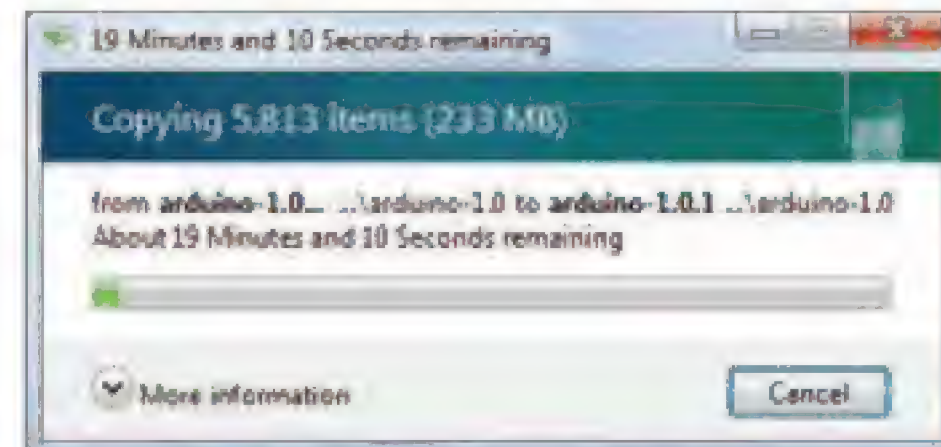 19 Minutes and 10 Seconds remaining
Copying 5,813 items (233 MB)
from arduino-1.0... ...\arduino-1.0 to arduino-1.0.1 ...\arduino-1.0
About 19 Minutes and 10 Seconds remaining
More information
Cancel